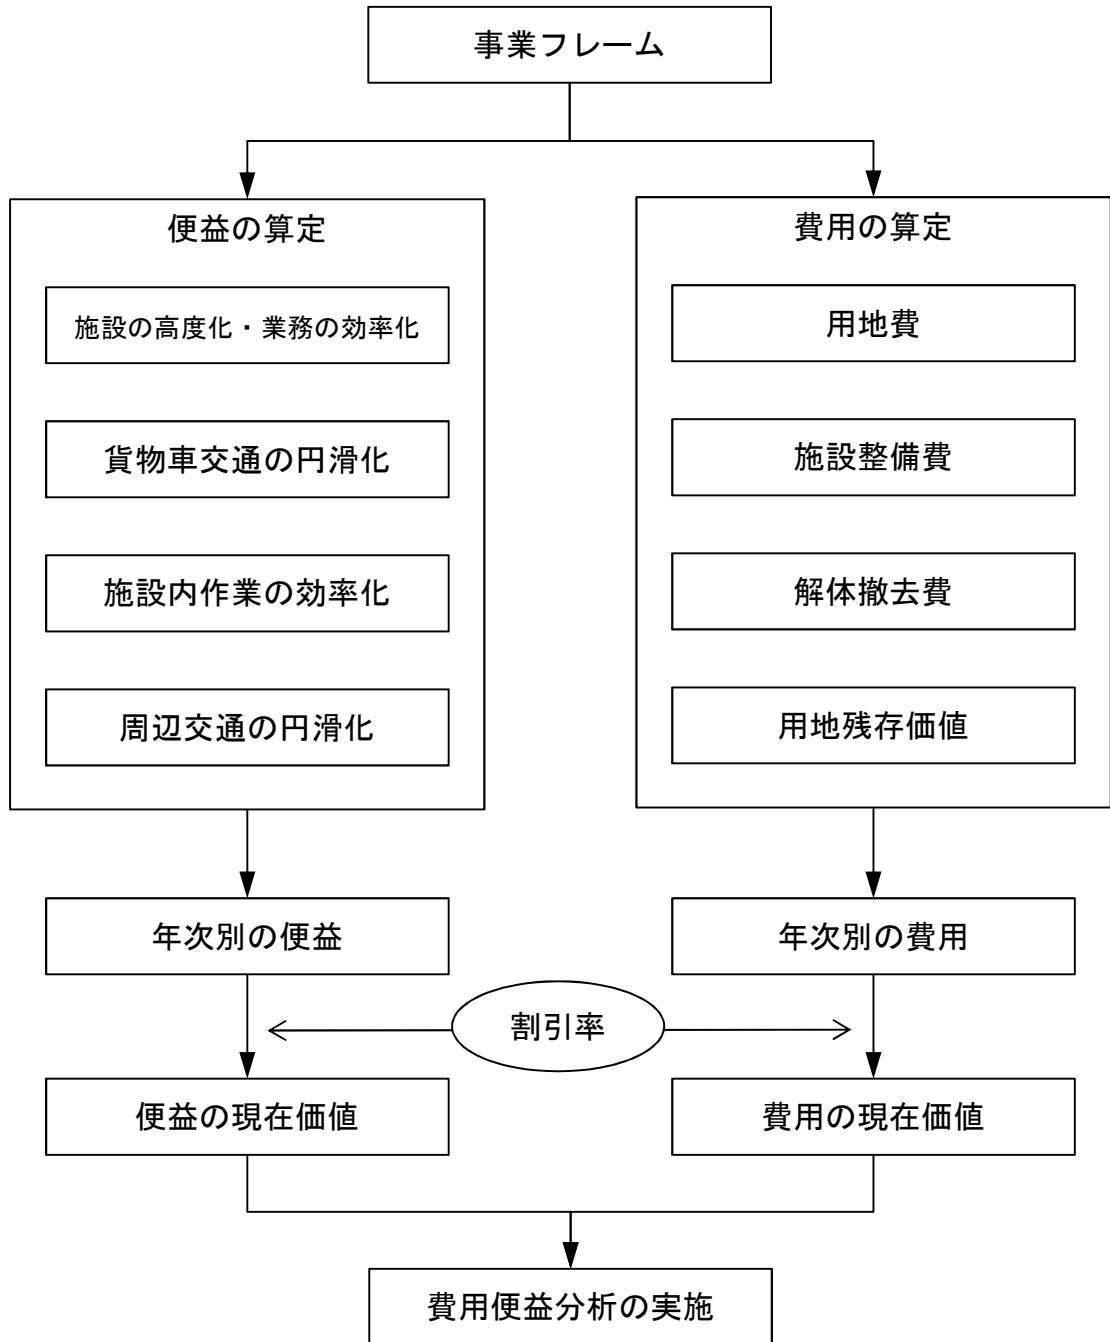 事業フレーム
便益の算定
施設の高度化・業務の効率化
貨物車交通の円滑化
施設内作業の効率化
周辺交通の円滑化
費用の算定
用地費
施設整備費
解体撤去費
用地残存価値
年次別の便益
年次別の費用
割引率
便益の現在価値
費用の現在価値
費用便益分析の実施